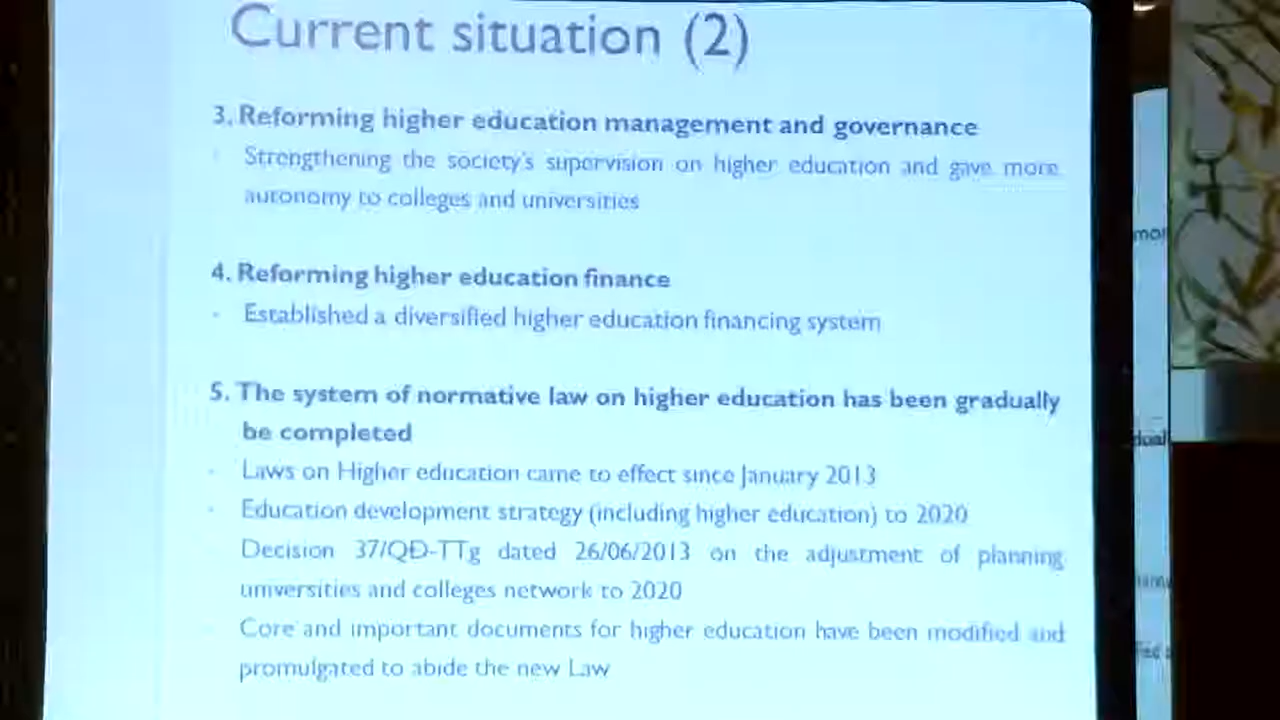 Current situation (2)
3. Reforming higher education management and governance
Strengthening the society's supervision on higher education and gave more
autonomy to colleges and universities
4. Reforming higher education finance
- Established a diversified higher education financing system
5. The system of normative law on higher education has been gradually
be completed
- Laws on Higher education came to effect since January 2013
- Education development strategy (including higher education) to 2020
Decision 37/QĐ-TTg dated 26/06/2013 on the adjustment of planning
universities and colleges network to 2020
- Core and important documents for higher education have been modified and
promulgated to abide the new Law